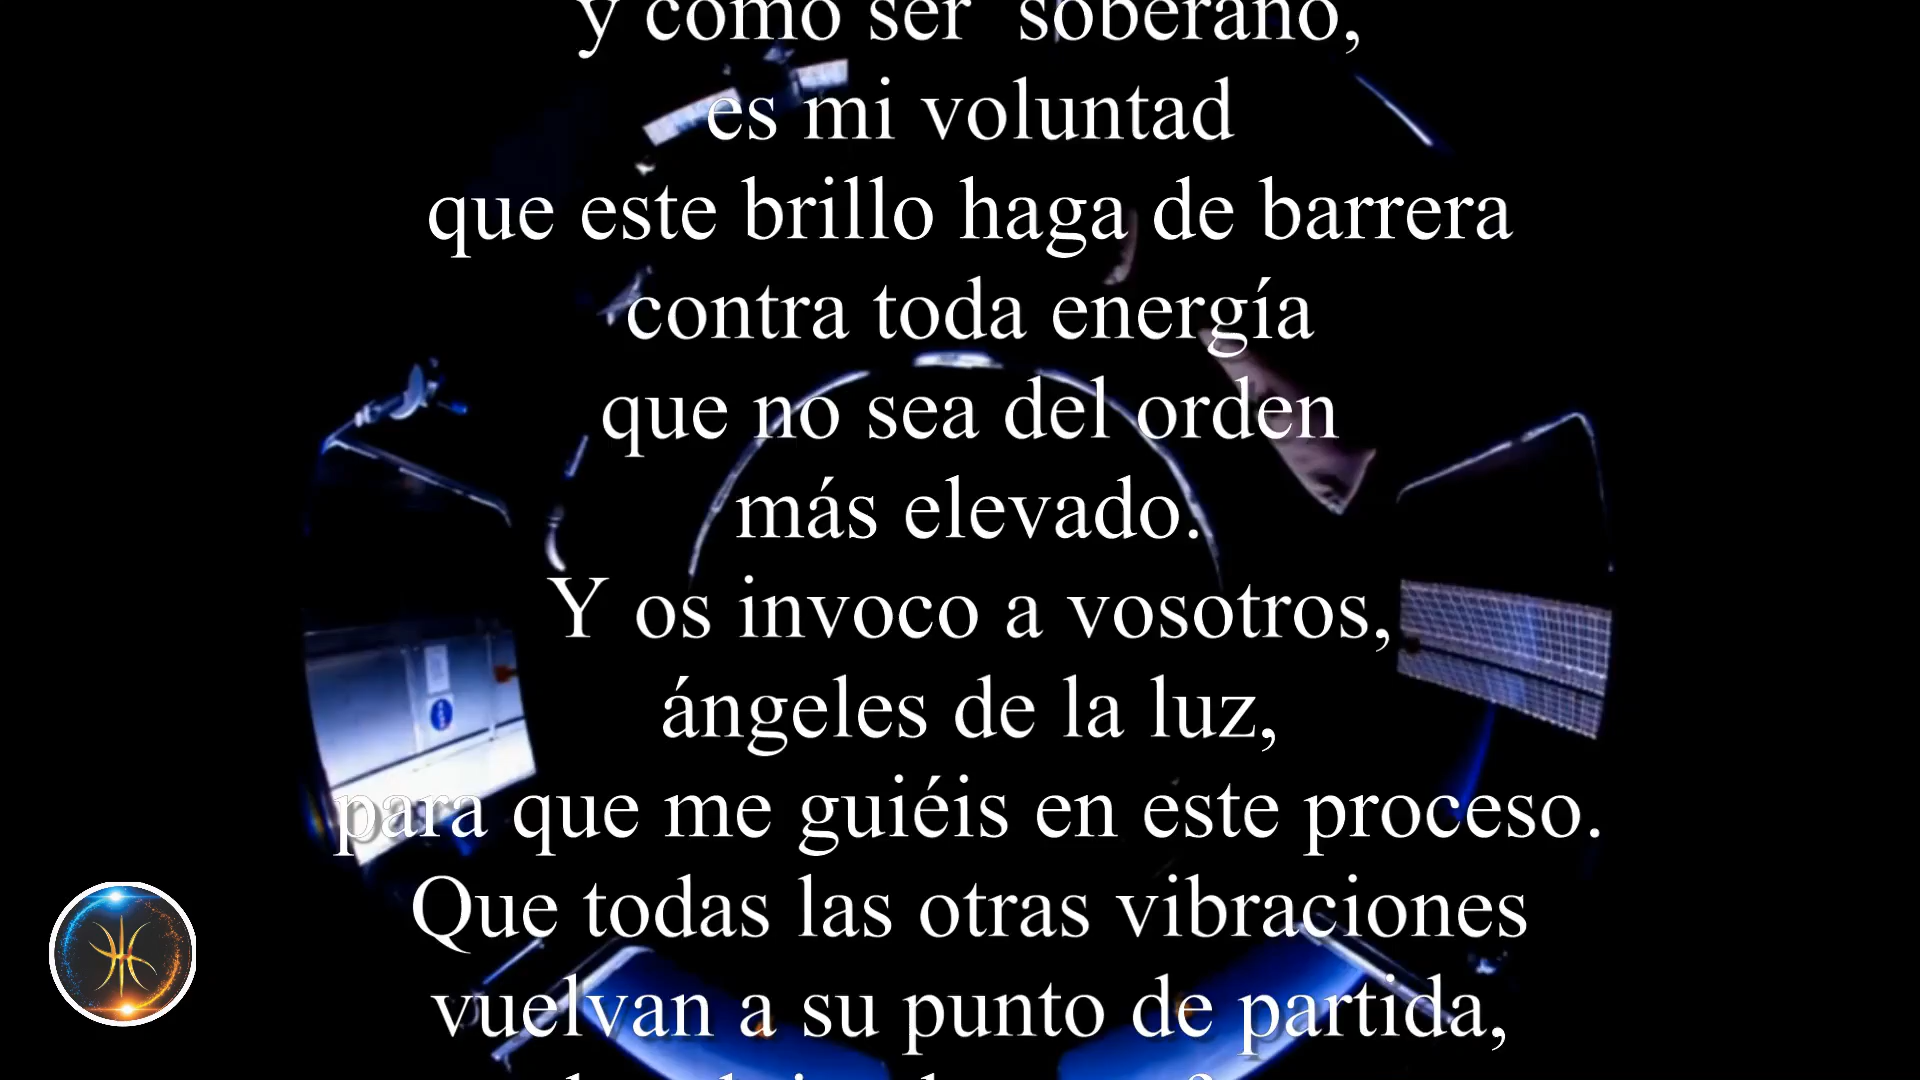 y como ser soberano,
es mi voluntad
que este brillo haga de barrera
contra toda energía
que no sea del orden
más elevado.
Y os invoco a vosotros,
ángeles de la luz,
para que me guiéis en este proceso.
Que todas las otras vibraciones
vuelvan a su punto de partida,